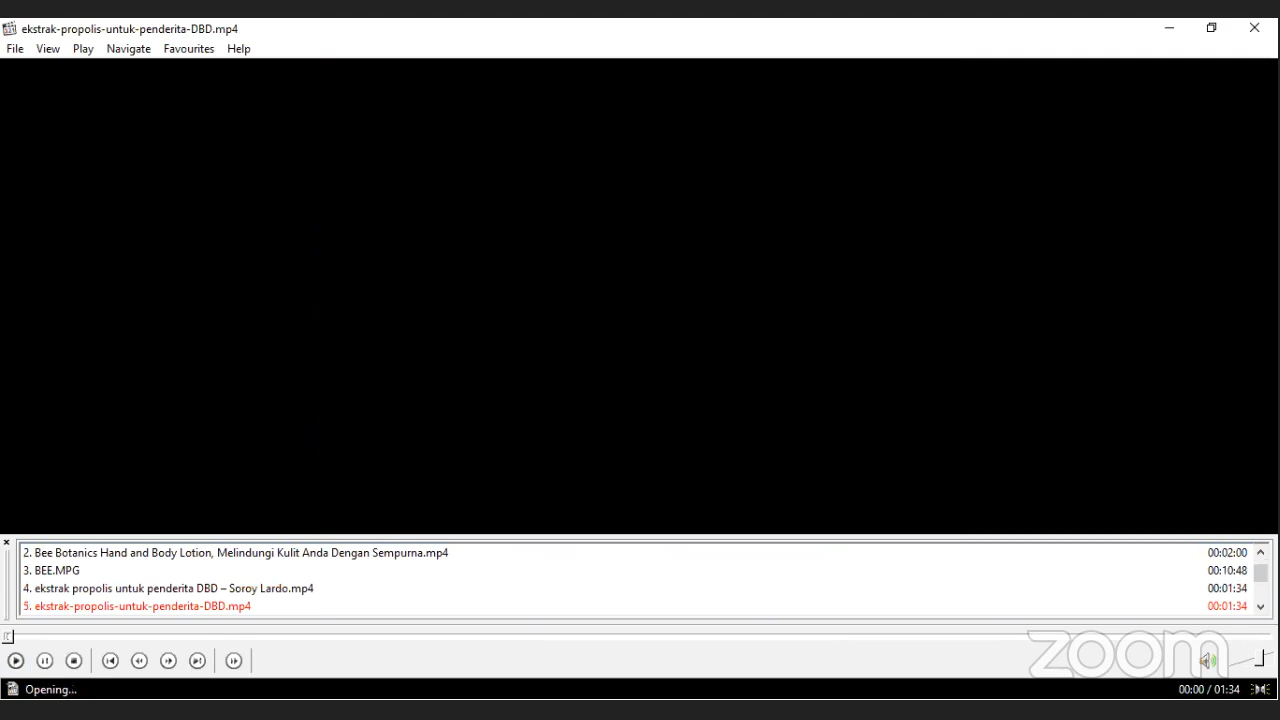 ekstrak-propolis-untuk-penderita-DBD.mp4
File View Play Navigate Favourites Help
2. Bee Botanics Hand and Body Lotion, Melindungi Kulit Anda Dengan Sempurna.mp4 00:02:00
3. BEE.MPG 00:10:48
4. ekstrak propolis untuk penderita DBD – Soroy Lardo.mp4 00:01:34
5. ekstrak-propolis-untuk-penderita-DBD.mp4 00:01:34
zoom
Opening... 00:00 / 01:34